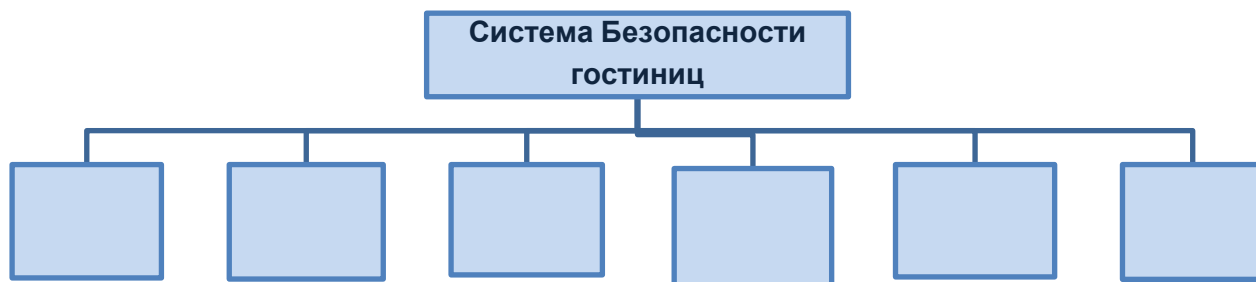 Система Безопасности
гостиниц